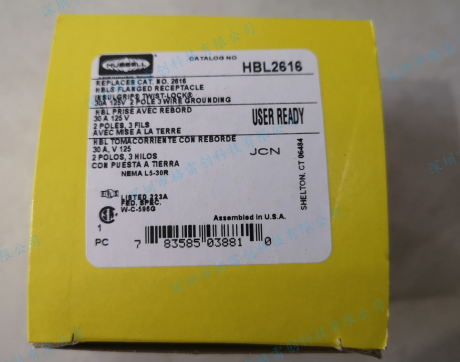 HUBBELL
CATALOG NO
HBL2616
REPLACES CAT. NO. 2616
HBLS FLANGED RECEPTACLE
INSULGRIPS TWIST-LOCK®
30A 125V 2 POLE 3 WIRE GROUNDING
HBL PRISE AVEC REBORD
30 A 125 V
2 POLES, 3 FILS
AVEC MISE A LA TERRE
USER READY
HBL TOMACORRIENTE CON REBORDE
30 A, V 125
2 POLOS, 3 HILOS
CON PUESTA A TIERRA
NEMA L5-30R
JCN
SHELTON, CT 06484
LISTED 223A
FED. SPEC.
W-C-596G
Assembled in U.S.A.
1
PC
7 83585 03881 0